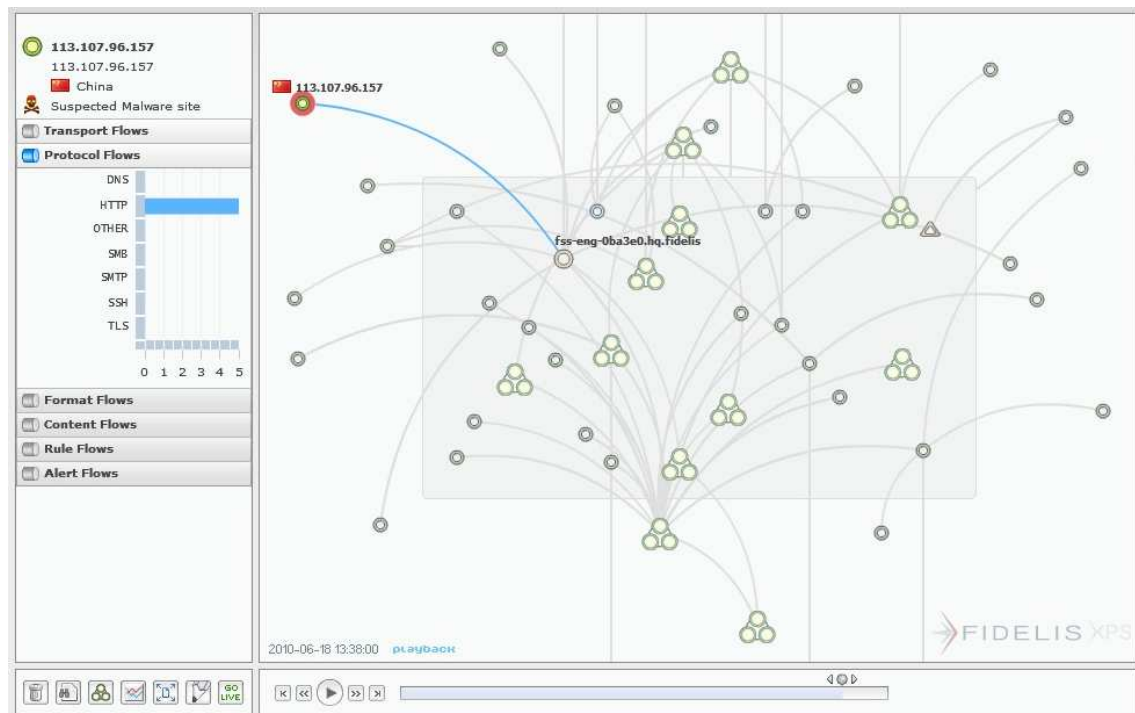 113.107.96.157
113.107.96.157
China
Suspected Malware site
Transport Flows
Protocol Flows
DNS
HTTP
OTHER
SMB
SMTP
SSH
TLS
0 1 2 3 4 5
Format Flows
Content Flows
Rule Flows
Alert Flows
GO
LIVE
113.107.96.157
fss-eng-0ba3e0.hq.fidelis
2010-06-18 13:38:00 playback
FIDELIS XPS